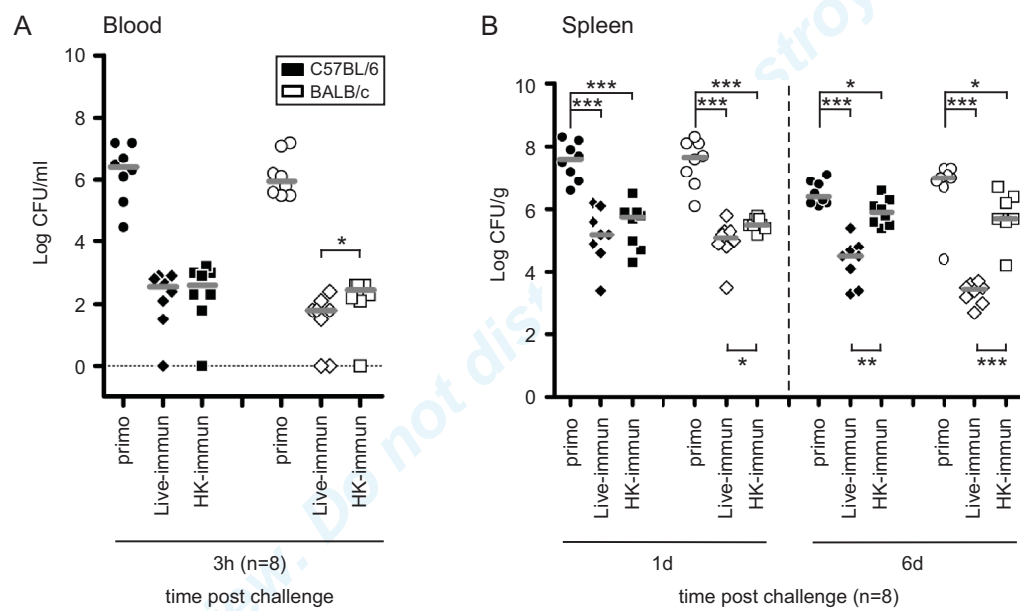 A Blood
10
8
6
4
2
0
Log CFU/ml
C57BL/6
BALB/c
*
primo
Live-immun
HK-immun
primo
Live-immun
HK-immun
3h (n=8)
time post challenge
B Spleen
10
8
6
4
2
0
Log CFU/g
*** *** * *
*** *** *** ***
* ** ***
primo
Live-immun
HK-immun
primo
Live-immun
HK-immun
primo
Live-immun
HK-immun
primo
Live-immun
HK-immun
1d 6d
time post challenge (n=8)
Do not